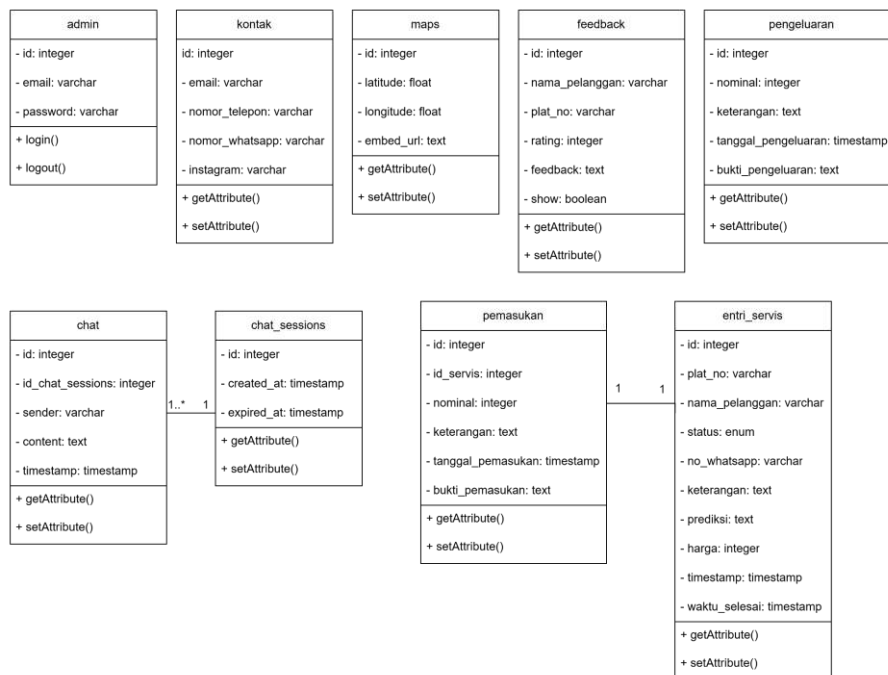 admin
- id: integer
- email: varchar
- password: varchar
+ login()
+ logout()
kontak
id: integer
- email: varchar
- nomor_telepon: varchar
- nomor_whatsapp: varchar
- instagram: varchar
+ getAttribute()
+ setAttribute()
maps
- id: integer
- latitude: float
- longitude: float
- embed_url: text
+ getAttribute()
+ setAttribute()
feedback
- id: integer
- nama_pelanggan: varchar
- plat_no: varchar
- rating: integer
- feedback: text
- show: boolean
+ getAttribute()
+ setAttribute()
pengeluaran
- id: integer
- nominal: integer
- keterangan: text
- tanggal_pengeluaran: timestamp
- bukti_pengeluaran: text
+ getAttribute()
+ setAttribute()
chat
- id: integer
- id_chat_sessions: integer
- sender: varchar
- content: text
- timestamp: timestamp
+ getAttribute()
+ setAttribute()
1..* 1
chat_sessions
- id: integer
- created_at: timestamp
- expired_at: timestamp
+ getAttribute()
+ setAttribute()
pemasukan
- id: integer
- id_servis: integer
- nominal: integer
- keterangan: text
- tanggal_pemasukan: timestamp
- bukti_pemasukan: text
+ getAttribute()
+ setAttribute()
1 1
entri_servis
- id: integer
- plat_no: varchar
- nama_pelanggan: varchar
- status: enum
- no_whatsapp: varchar
- keterangan: text
- prediksi: text
- harga: integer
- timestamp: timestamp
- waktu_selesai: timestamp
+ getAttribute()
+ setAttribute()